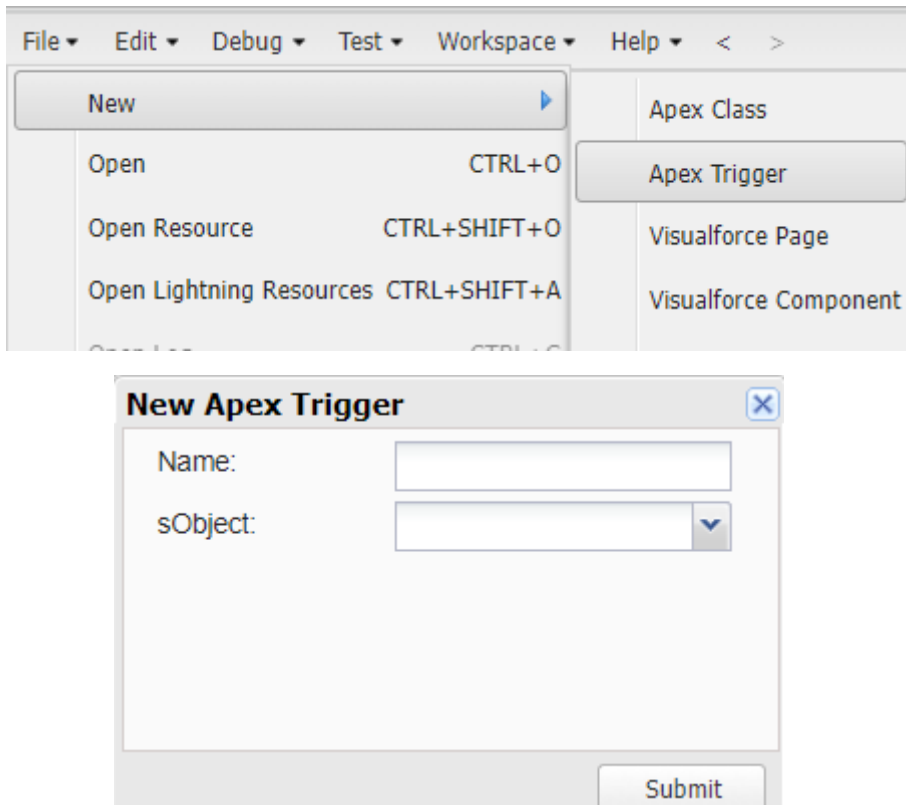 File Edit Debug Test Workspace Help < >
New
Apex Class
Open CTRL+O
Apex Trigger
Open Resource CTRL+SHIFT+O
Visualforce Page
Open Lightning Resources CTRL+SHIFT+A
Visualforce Component
New Apex Trigger
Name:
sObject:
Submit